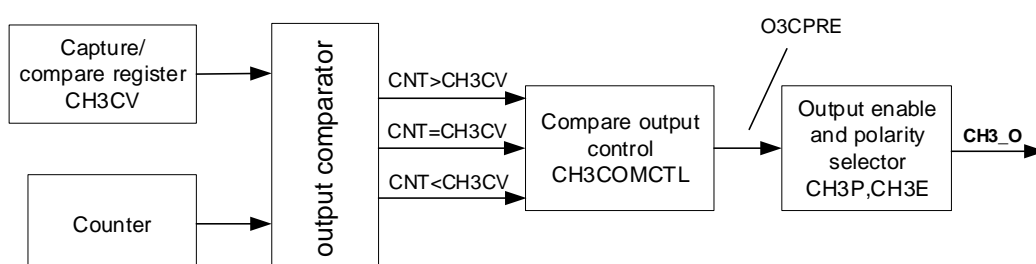 Capture/
compare register
CH3CV
Counter
output comparator
CNT>CH3CV
CNT=CH3CV
CNT<CH3CV
Compare output
control
CH3COMCTL
O3CPRE
Output enable
and polarity
selector
CH3P,CH3E
CH3_O